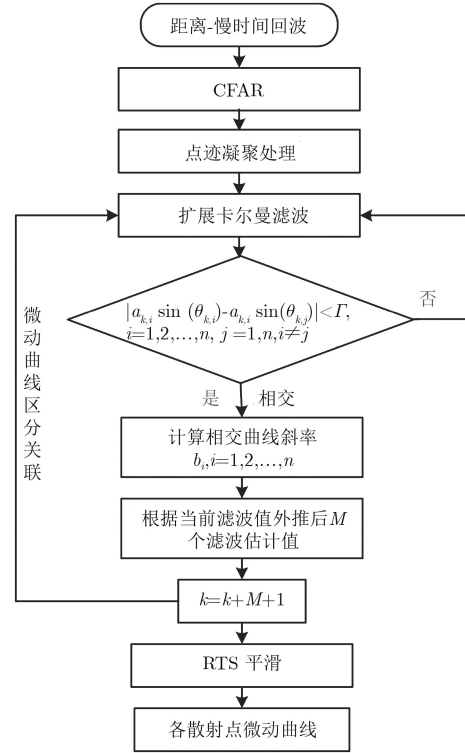 距离-慢时间回波
CFAR
点迹凝聚处理
扩展卡尔曼滤波
|a_{k,i} sin (θ_{k,i})-a_{k,i} sin(θ_{k,j})|<Γ,
i=1,2,...,n, j =1,n,i≠j
否
是 相交
计算相交曲线斜率
b_i,i=1,2,...,n
根据当前滤波值外推后M
个滤波估计值
k=k+M+1
RTS 平滑
各散射点微动曲线
微动曲线区分关联